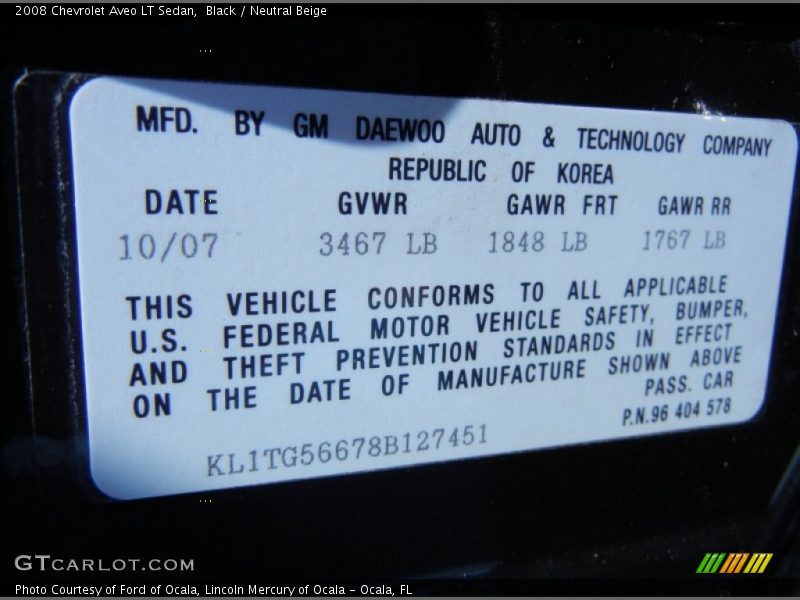 2008 Chevrolet Aveo LT Sedan,  Black / Neutral Beige
MFD. BY GM DAEWOO AUTO & TECHNOLOGY COMPANY
REPUBLIC OF KOREA
DATE GVWR GAWR FRT GAWR RR
10/07 3467 LB 1848 LB 1767 LB
THIS VEHICLE CONFORMS TO ALL APPLICABLE
U.S. FEDERAL MOTOR VEHICLE SAFETY, BUMPER,
AND THEFT PREVENTION STANDARDS IN EFFECT
ON THE DATE OF MANUFACTURE SHOWN ABOVE
PASS. CAR
P.N.96 404 578
KL1TG56678B127451
GTCARLOT.COM
Photo Courtesy of Ford of Ocala, Lincoln Mercury of Ocala - Ocala, FL